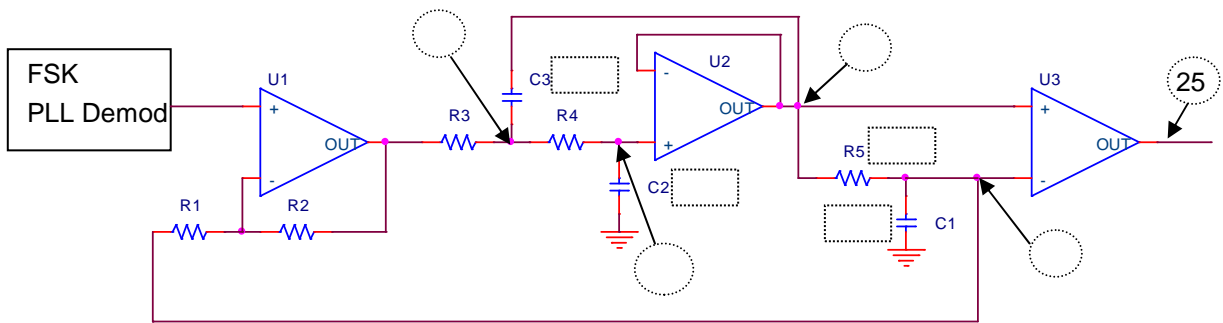 FSK
PLL Demod
U1
+
-
OUT
R1
R2
R3
C3
R4
U2
-
+
OUT
C2
R5
C1
U3
+
-
OUT
25